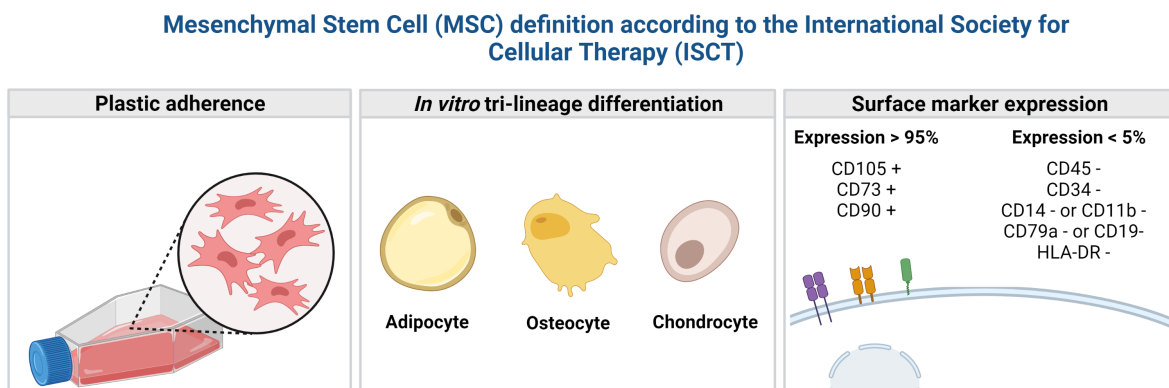 Mesenchymal Stem Cell (MSC) definition according to the International Society for
Cellular Therapy (ISCT)
Plastic adherence
In vitro tri-lineage differentiation
Adipocyte
Osteocyte
Chondrocyte
Surface marker expression
Expression > 95%
CD105 +
CD73 +
CD90 +
Expression < 5%
CD45 -
CD34 -
CD14 - or CD11b -
CD79a - or CD19-
HLA-DR -